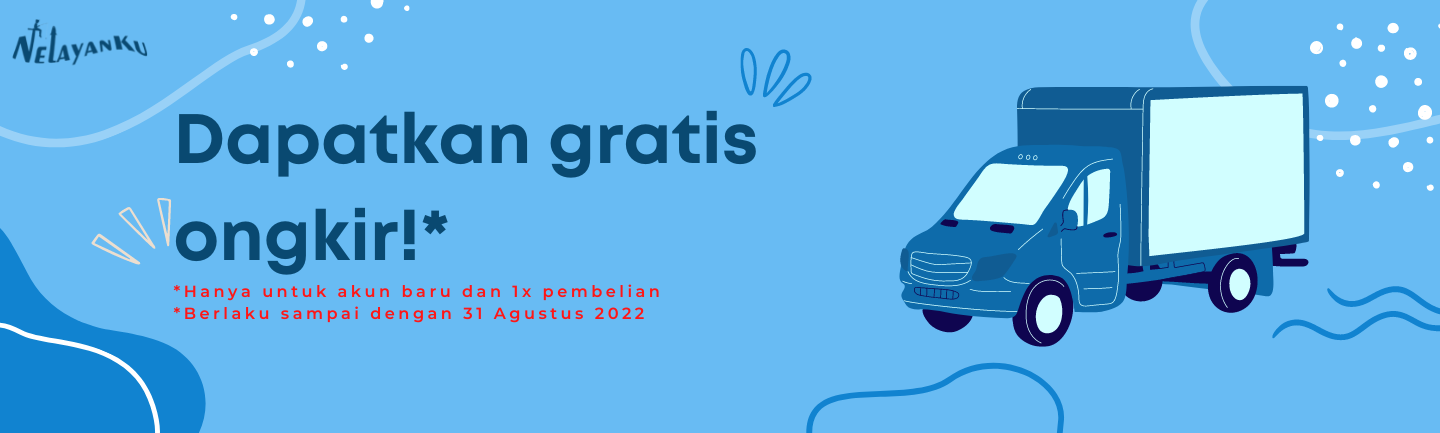 NELAYANKU
Dapatkan gratis
ongkir!*
*Hanya untuk akun baru dan 1x pembelian
*Berlaku sampai dengan 31 Agustus 2022